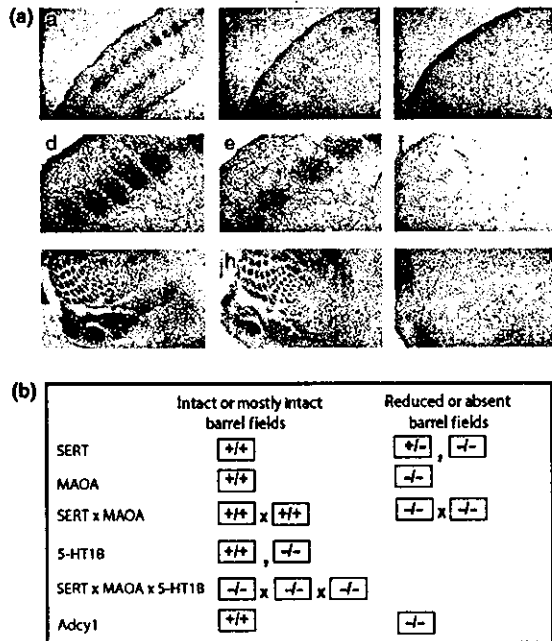 (a)
a
d
e
f
h
(b)
Intact or mostly intact
barrel fields
Reduced or absent
barrel fields
SERT
+/+
+/- , -/-
MAOA
+/+
-/-
SERT x MAOA
+/+ x +/+
-/- x -/-
5-HT1B
+/+ , -/-
SERT x MAOA x 5-HT1B
-/- x -/- x -/-
Adcy1
+/+
-/-